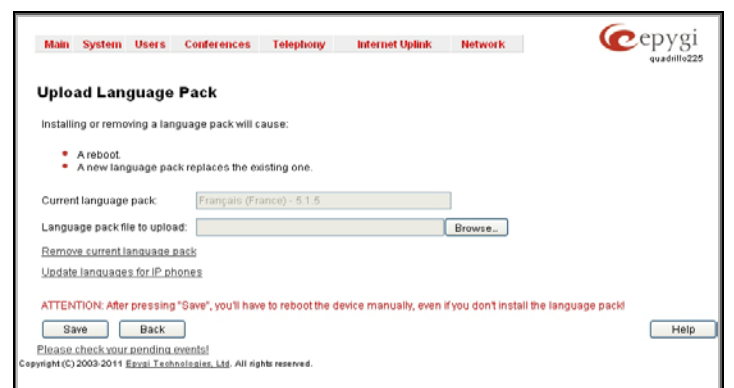 Main System Users Conferences Telephony Internet Uplink Network
epygi
quadrillo225
Upload Language Pack
Installing or removing a language pack will cause:
A reboot.
A new language pack replaces the existing one.
Current language pack: Français (France) - 5.1.5
Language pack file to upload: Browse...
Remove current language pack
Update languages for IP phones
ATTENTION: After pressing "Save", you'll have to reboot the device manually, even if you don't install the language pack!
Save Back Help
Please check your pending events!
Copyright (C) 2003-2011 Epygi Technologies, Ltd. All rights reserved.